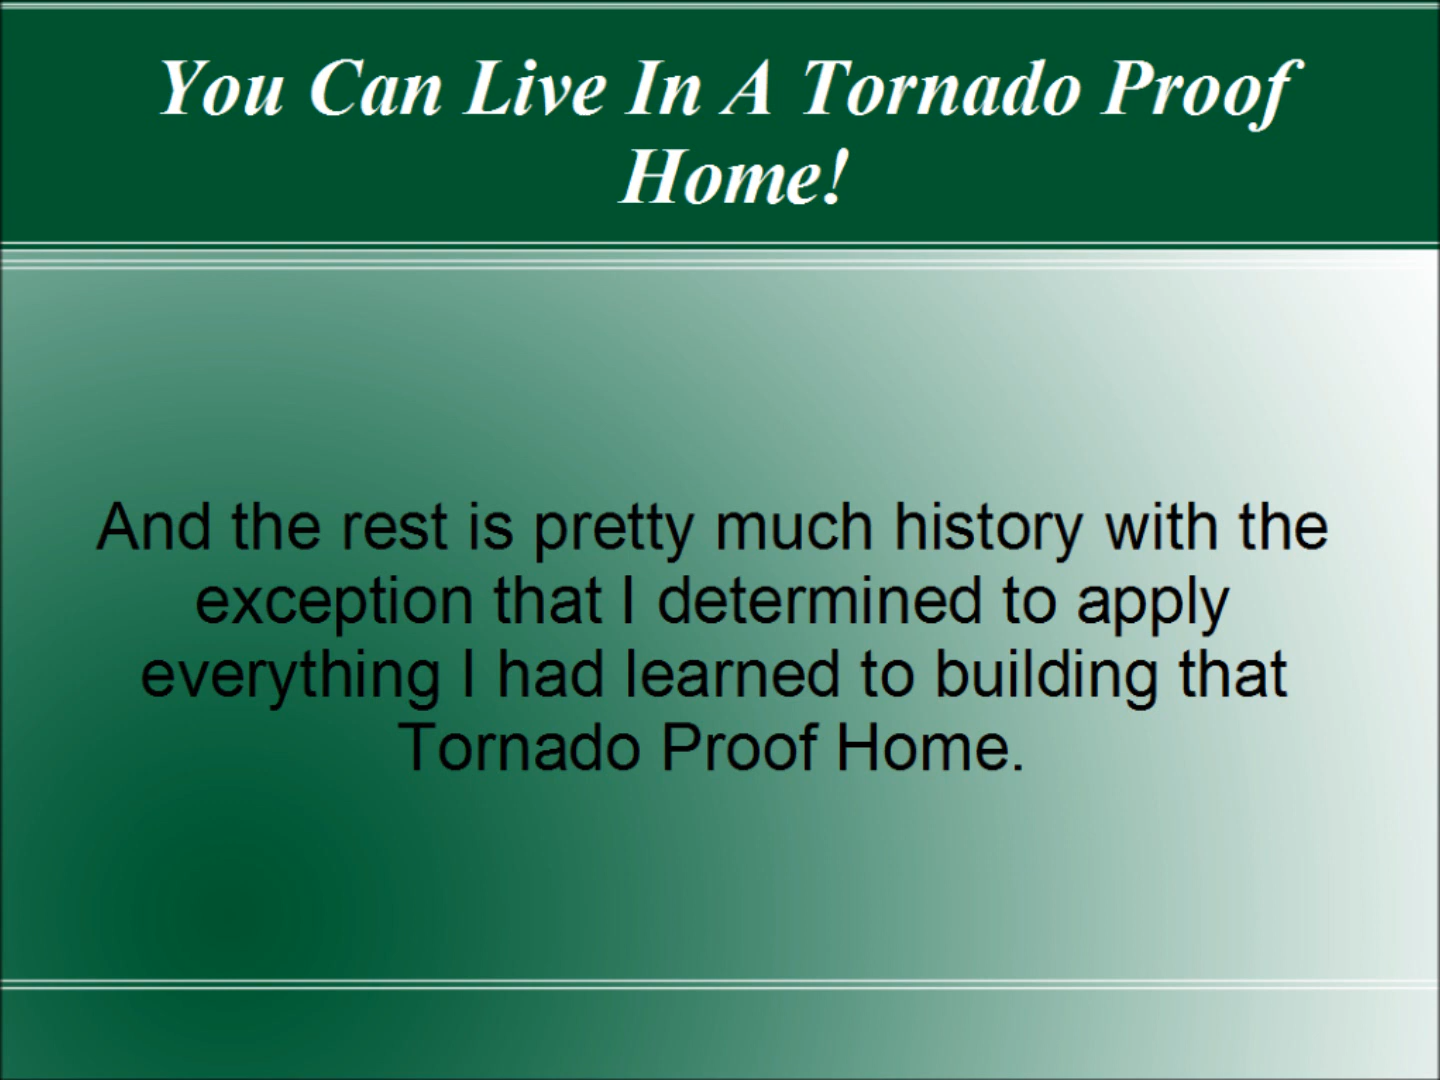 You Can Live In A Tornado Proof
Home!
And the rest is pretty much history with the
exception that I determined to apply
everything I had learned to building that
Tornado Proof Home.